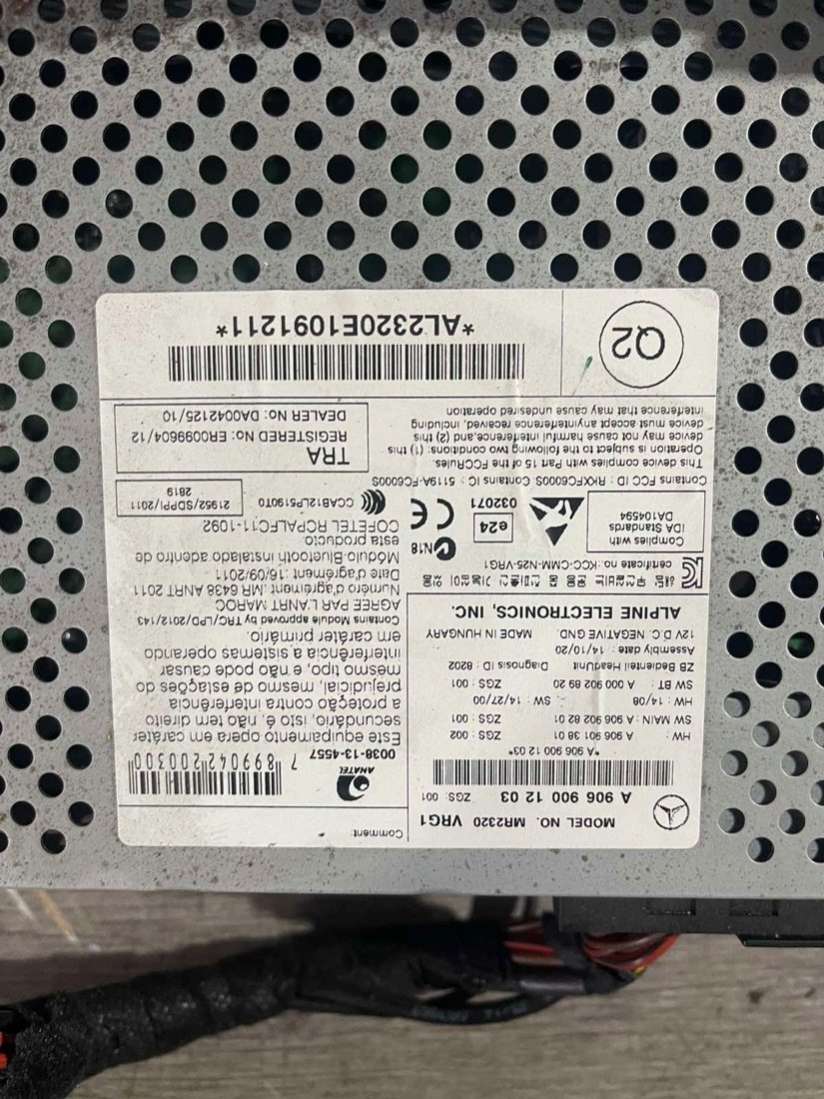 MODEL NO. MR2320 VRG1
A 906 900 12 03 ZGS: 001
*A 906 900 12 03*
HW : A 906 901 38 01 ZGS : 002
SW MAIN : A 906 902 82 01 ZGS : 001
HW : 14/08 SW : 14/27/00
SW BT : A 000 902 89 20 ZGS : 001
ZB Bedienteil Headunit Diagnosis ID : 8202
Assembly date : 14/10/20
12V D.C. NEGATIVE GND MADE IN HUNGARY
ALPINE ELECTRONICS, INC.
Comment:
ANATEL
0038-13-4557
7 899042 200300
Este equipamento opera em caráter
secundário, isto é, não tem direito
a proteção contra interferência
prejudicial, mesmo de estações do
mesmo tipo, e não pode causar
interferência a sistemas operando
em caráter primário.
Contains Module approved by TRC/LPD/2012/143
AGREE PAR L'ANRT MAROC
Numéro d'agrément: MR 6438 ANRT 2011
Date d'agrément :16/09/2011
Módulo Bluetooth instalado dentro de
esta producto
COFETEL RCPALFC11-1092
certificate no.:KCC-CMM-N25-VRG1
Complies with
IDA Standards
DA104594
e24
032071
CE
N18
CCAB12LP5190T0
21952/SDPPI/2011
2819
Contains FCC ID : RHXFC6000S Contains IC : 5119A-FC6000S
This device complies with Part 15 of the FCCRules.
Operation is subject to the following two conditions: (1) this
device may not cause harmful interference,and (2) this
device must accept anyinterference received, including
interference that may cause undesired operation
TRA
REGISTERED No: ER0099604/12
DEALER No: DA0042125/10
Q2
*AL2320E1091211*